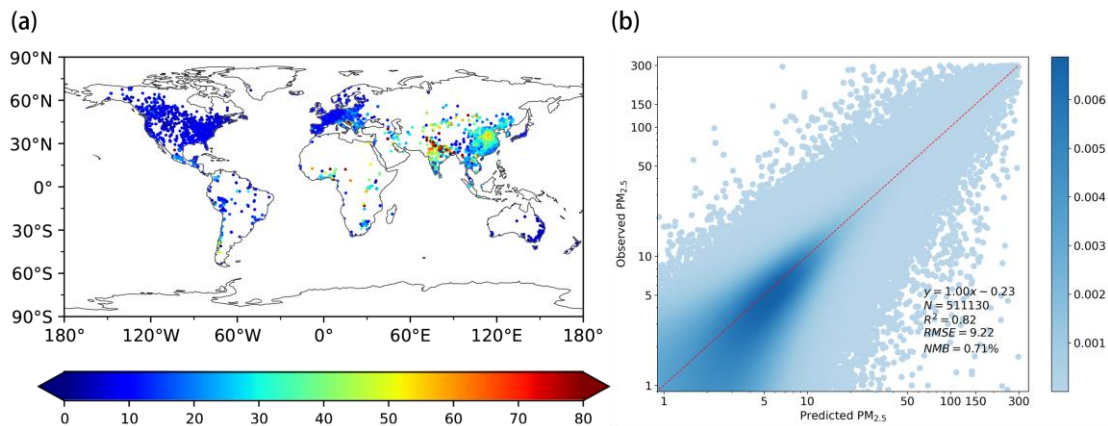 (a)
(b)
90°N
60°N
30°N
0°
30°S
60°S
90°S
180° 120°W 60°W 0° 60°E 120°E 180°
0 10 20 30 40 50 60 70 80
Observed PM2.5
300
150
100
50
10
5
1
y = 1.00x − 0.23
N = 511130
R² = 0.82
RMSE = 9.22
NMB = 0.71%
1 5 10 50 100 150 300
Predicted PM2.5
0.006
0.005
0.004
0.003
0.002
0.001